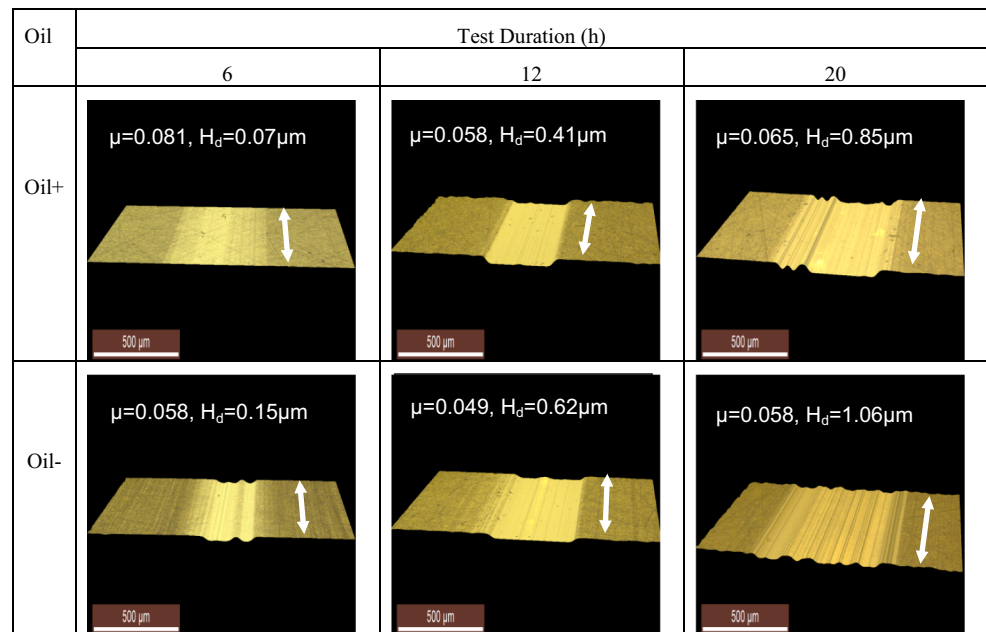 Oil
Test Duration (h)
6
12
20
Oil+
μ=0.081, Hd=0.07μm
μ=0.058, Hd=0.41μm
μ=0.065, Hd=0.85μm
500 μm
500 μm
500 μm
Oil-
μ=0.058, Hd=0.15μm
μ=0.049, Hd=0.62μm
μ=0.058, Hd=1.06μm
500 μm
500 μm
500 μm